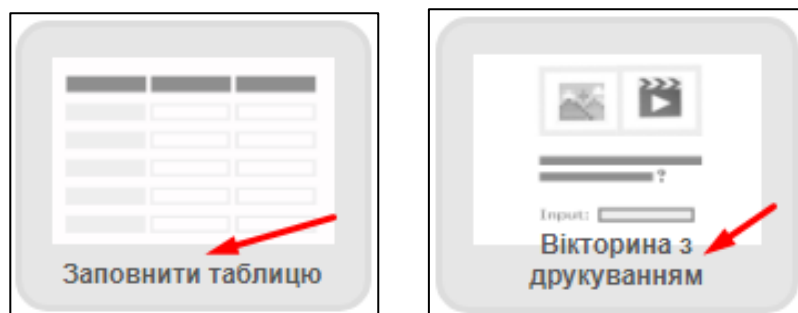 Заповнити таблицю
?
Input:
Вікторина з
друкуванням